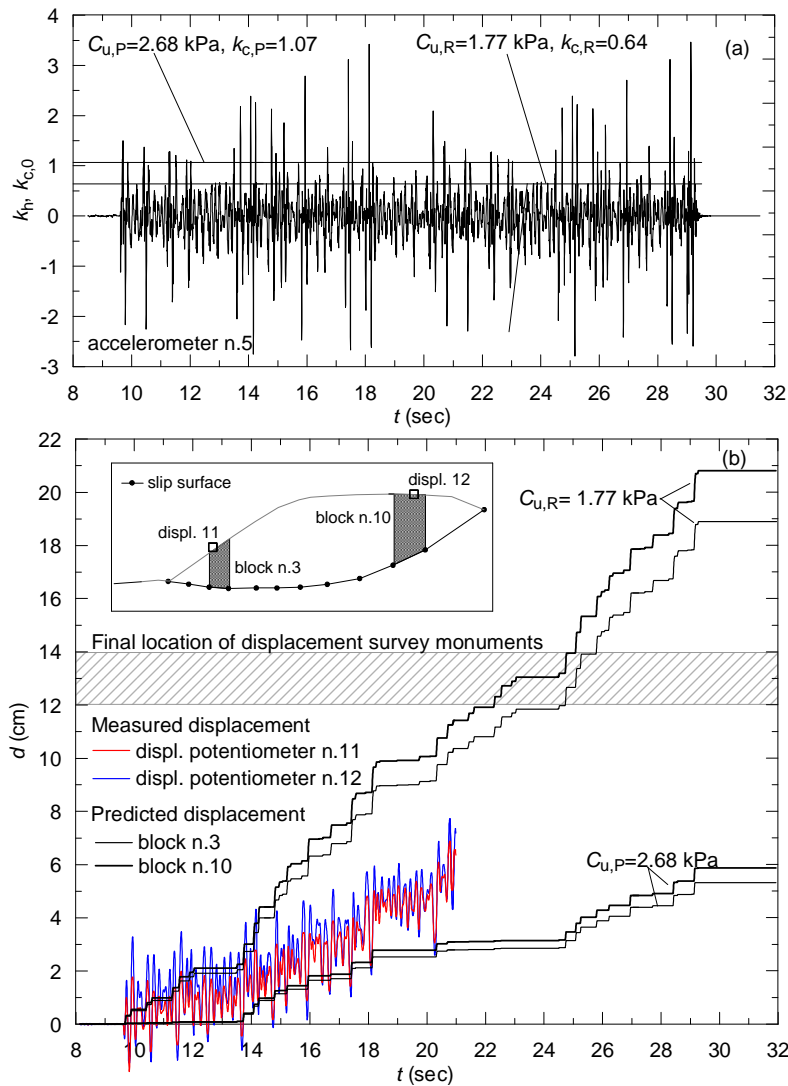 4
3
2
1
0
-1
-2
-3
k_h, k_c,0
C_u,P=2.68 kPa, k_c,P=1.07
C_u,R=1.77 kPa, k_c,R=0.64
(a)
accelerometer n.5
8 10 12 14 16 18 20 22 24 26 28 30 32
t (sec)
22
20
18
16
14
12
10
8
6
4
2
0
d (cm)
(b)
slip surface
displ. 12
displ. 11
block n.10
block n.3
C_u,R= 1.77 kPa
Final location of displacement survey monuments
Measured displacement
displ. potentiometer n.11
displ. potentiometer n.12
Predicted displacement
block n.3
block n.10
C_u,P=2.68 kPa
8 10 12 14 16 18 20 22 24 26 28 30 32
t (sec)